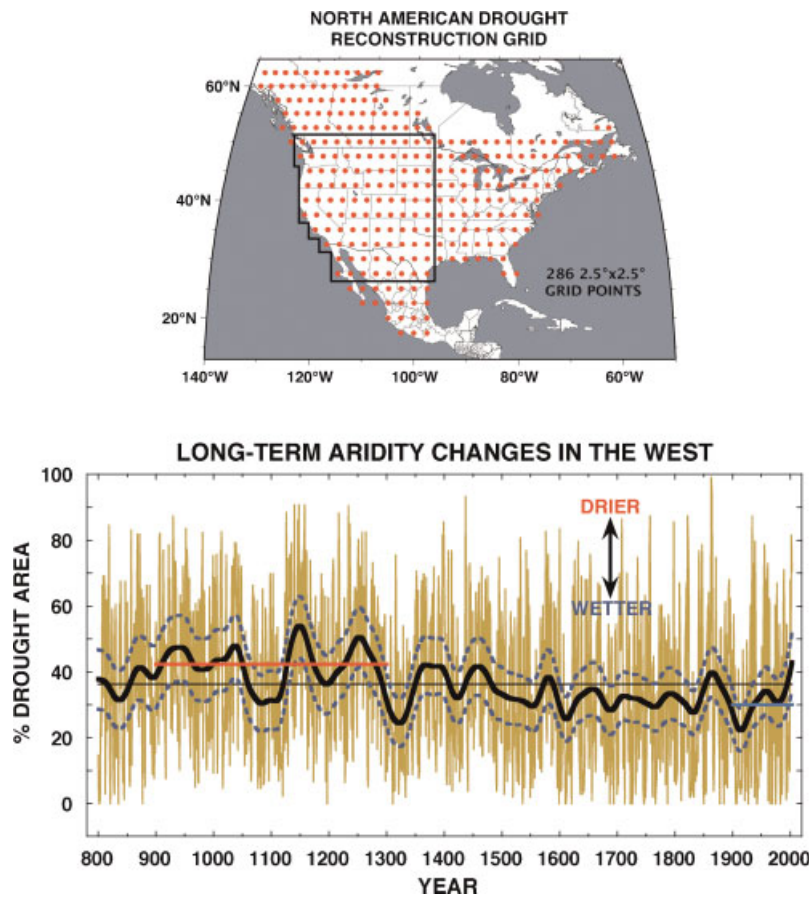 NORTH AMERICAN DROUGHT
RECONSTRUCTION GRID
60°N
40°N
20°N
286 2.5°x2.5°
GRID POINTS
140°W 120°W 100°W 80°W 60°W
LONG-TERM ARIDITY CHANGES IN THE WEST
% DROUGHT AREA
100
80
60
40
20
0
DRIER
WETTER
800 900 1000 1100 1200 1300 1400 1500 1600 1700 1800 1900 2000
YEAR